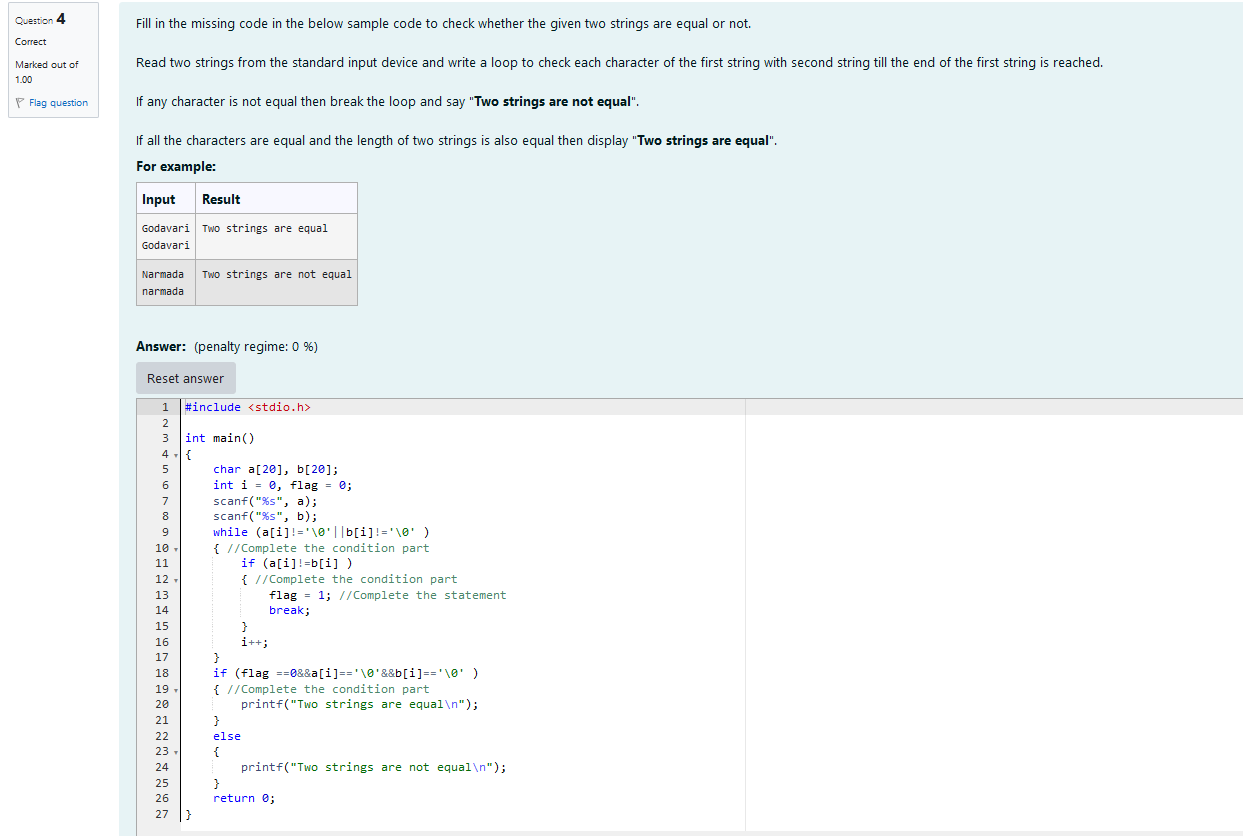 Question 4
Correct
Marked out of
1.00
Flag question
Fill in the missing code in the below sample code to check whether the given two strings are equal or not.
Read two strings from the standard input device and write a loop to check each character of the first string with second string till the end of the first string is reached.
If any character is not equal then break the loop and say "Two strings are not equal".
If all the characters are equal and the length of two strings is also equal then display "Two strings are equal".
For example:
Input Result
Godavari Two strings are equal
Godavari
Narmada Two strings are not equal
narmada
Answer: (penalty regime: 0 %)
Reset answer
1 #include <stdio.h>
2
3 int main()
4 {
5     char a[20], b[20];
6     int i = 0, flag = 0;
7     scanf("%s", a);
8     scanf("%s", b);
9     while (a[i]!='\0'||b[i]!='\0' )
10     { //Complete the condition part
11         if (a[i]!=b[i] )
12         { //Complete the condition part
13             flag = 1; //Complete the statement
14             break;
15         }
16         i++;
17     }
18     if (flag ==0&&a[i]=='\0'&&b[i]=='\0' )
19     { //Complete the condition part
20         printf("Two strings are equal\n");
21     }
22     else
23     {
24         printf("Two strings are not equal\n");
25     }
26     return 0;
27 }